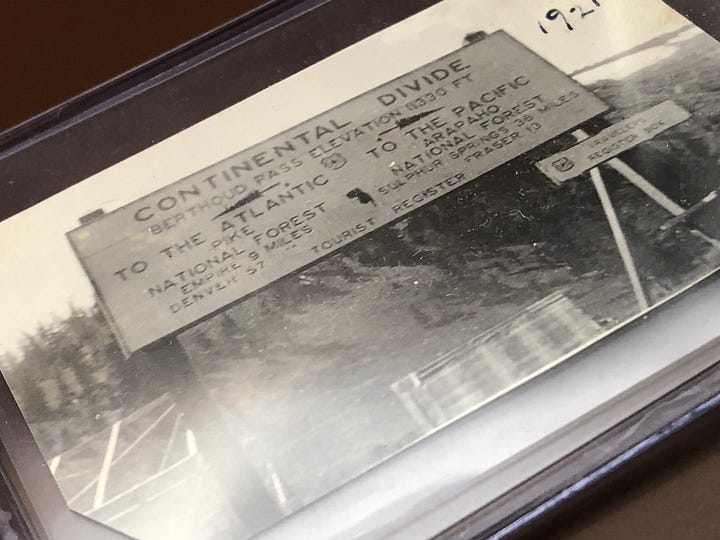 1921
CONTINENTAL DIVIDE
BERTHOUD PASS ELEVATION 11330 FT
TO THE ATLANTIC
PIKE
NATIONAL FOREST
EMPIRE 9 MILES
DENVER 57
TO THE PACIFIC
ARAPAHO
NATIONAL FOREST
SULPHUR SPRINGS 36 MILES
FRASER 13
TOURIST REGISTER
REGISTER BOX